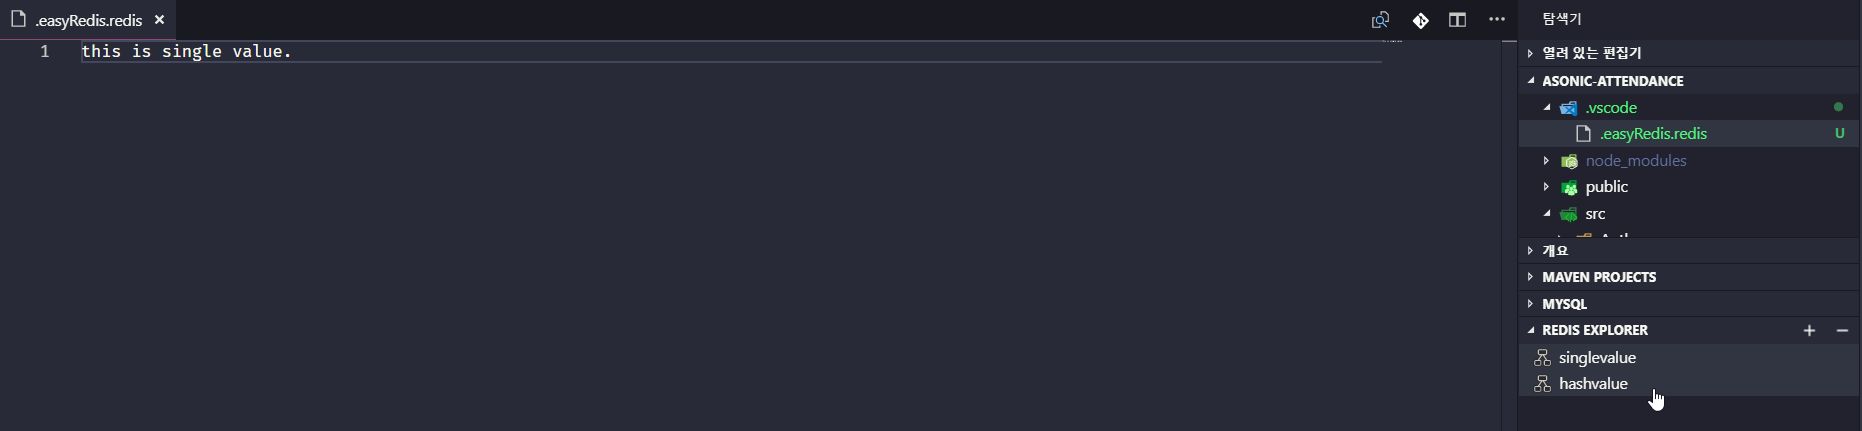 .easyRedis.redis
1 this is single value.
탐색기
열려 있는 편집기
ASONIC-ATTENDANCE
.vscode
.easyRedis.redis U
node_modules
public
src
개요
MAVEN PROJECTS
MYSQL
REDIS EXPLORER
singlevalue
hashvalue